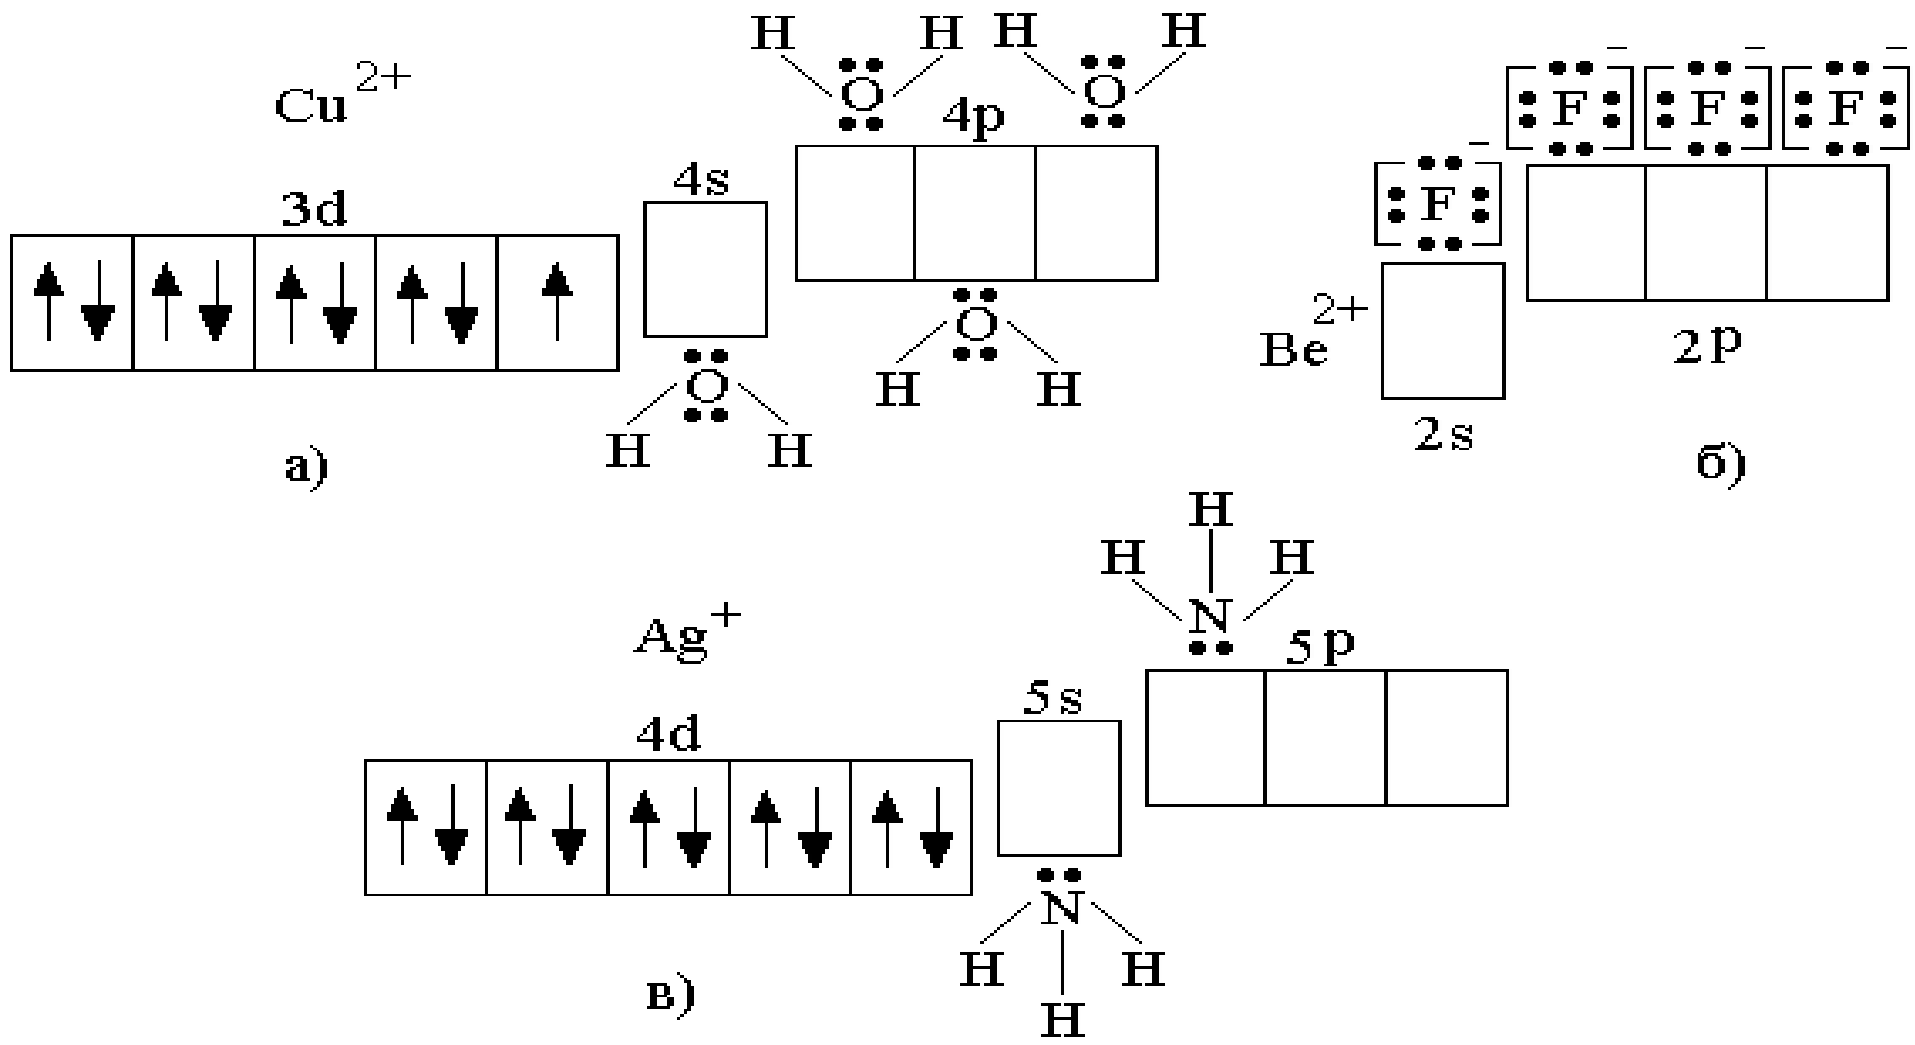 H H H H
Cu2+
O O
4p
4s
3d
O
H H
O
H H
а)
− − −
F F F
−
F
Be2+
2p
2s
б)
H
H H
Ag+
N
5p
5s
4d
N
H H
H
в)